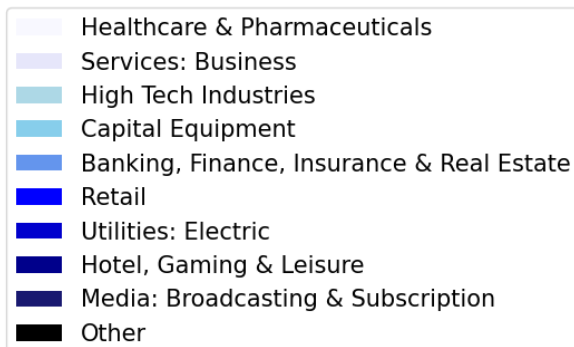 Healthcare & Pharmaceuticals
Services: Business
High Tech Industries
Capital Equipment
Banking, Finance, Insurance & Real Estate
Retail
Utilities: Electric
Hotel, Gaming & Leisure
Media: Broadcasting & Subscription
Other